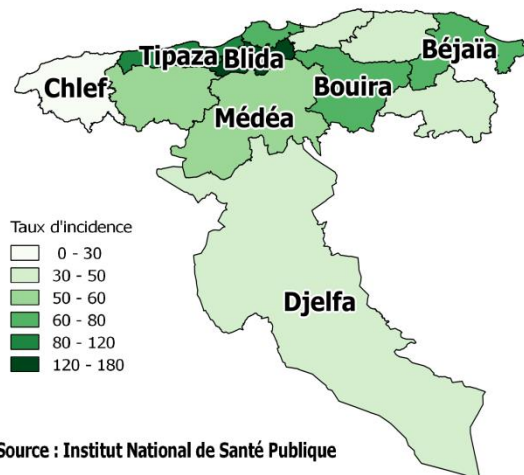 Tipaza Blida
Béjaïa
Chlef
Bouira
Médéa
Taux d'incidence
0 - 30
30 - 50
50 - 60
60 - 80
80 - 120
120 - 180
Djelfa
Source : Institut National de Santé Publique